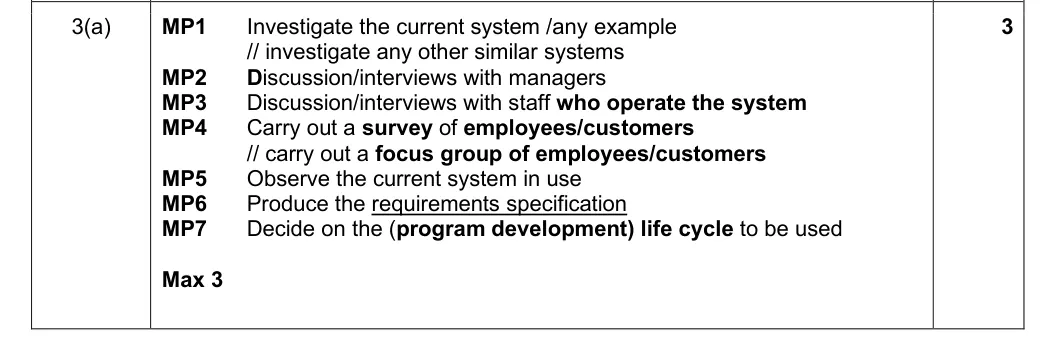 3(a) MP1 Investigate the current system /any example 3
// investigate any other similar systems
MP2 Discussion/interviews with managers
MP3 Discussion/interviews with staff who operate the system
MP4 Carry out a survey of employees/customers
// carry out a focus group of employees/customers
MP5 Observe the current system in use
MP6 Produce the requirements specification
MP7 Decide on the (program development) life cycle to be used
Max 3